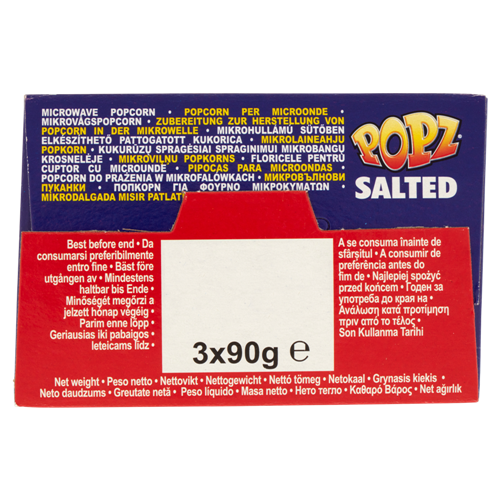 MICROWAVE POPCORN • POPCORN PER MICROONDE •
MIKROVÅGSPOPCORN • ZUBEREITUNG ZUR HERSTELLUNG VON
POPCORN IN DER MIKROWELLE • MIKROHULLÁMÚ SÜTŐBEN
ELKÉSZÍTHETŐ PATTOGATOTT KUKORICA • MIKROLAINEAHJU
POPKORN • KUKURŪZŲ SPRAGĖSIAI SPRAGINIMUI MIKROBANGŲ
KROSNELĖJE • MIKROVIĻŅU POPKORNS • FLORICELE PENTRU
CUPTOR CU MICROUNDE • PIPOCAS PARA MICROONDAS •
POPCORN DO PRAŻENIA W MIKROFALÓWKACH • МИКРОВЪЛНОВИ
ПУКАНКИ • ΠΟΠΚΟΡΝ ΓΙΑ ΦΟΥΡΝΟ ΜΙΚΡΟΚΥΜΑΤΩΝ •
MİKRODALGADA MISIR PATLATI
POPZ
SALTED
Best before end • Da
consumarsi preferibilmente
entro fine • Bäst före
utgången av • Mindestens
haltbar bis Ende •
Minőségét megőrzi a
jelzett hónap végéig •
Parim enne lõpp •
Geriausias iki pabaigos •
Ieteicams līdz :
A se consuma înainte de
sfârşitul • A consumir de
preferência antes do
fim de • Najlepiej spożyć
przed końcem • Годен за
употреба до края на •
Ανάλωση κατά προτίμηση
πριν από το τέλος •
Son Kullanma Tarihi
3x90g ℮
Net weight • Peso netto • Nettovikt • Nettogewicht • Nettó tömeg • Netokaal • Grynasis kiekis •
Neto daudzums • Greutate netă • Peso líquido • Masa netto • Нето тегло • Καθαρό Βάρος • Net ağırlık